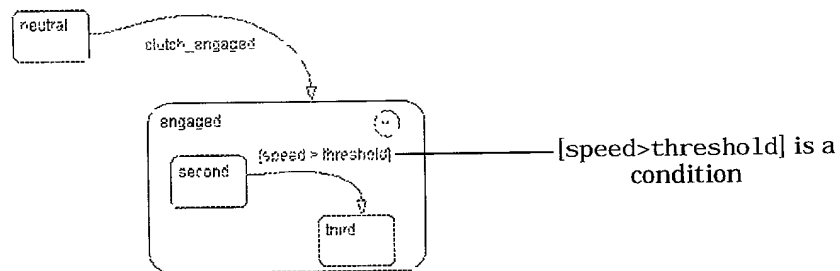 neutral
clutch_engaged
engaged
H
[speed > threshold]
second
third
[speed>threshold] is a
condition